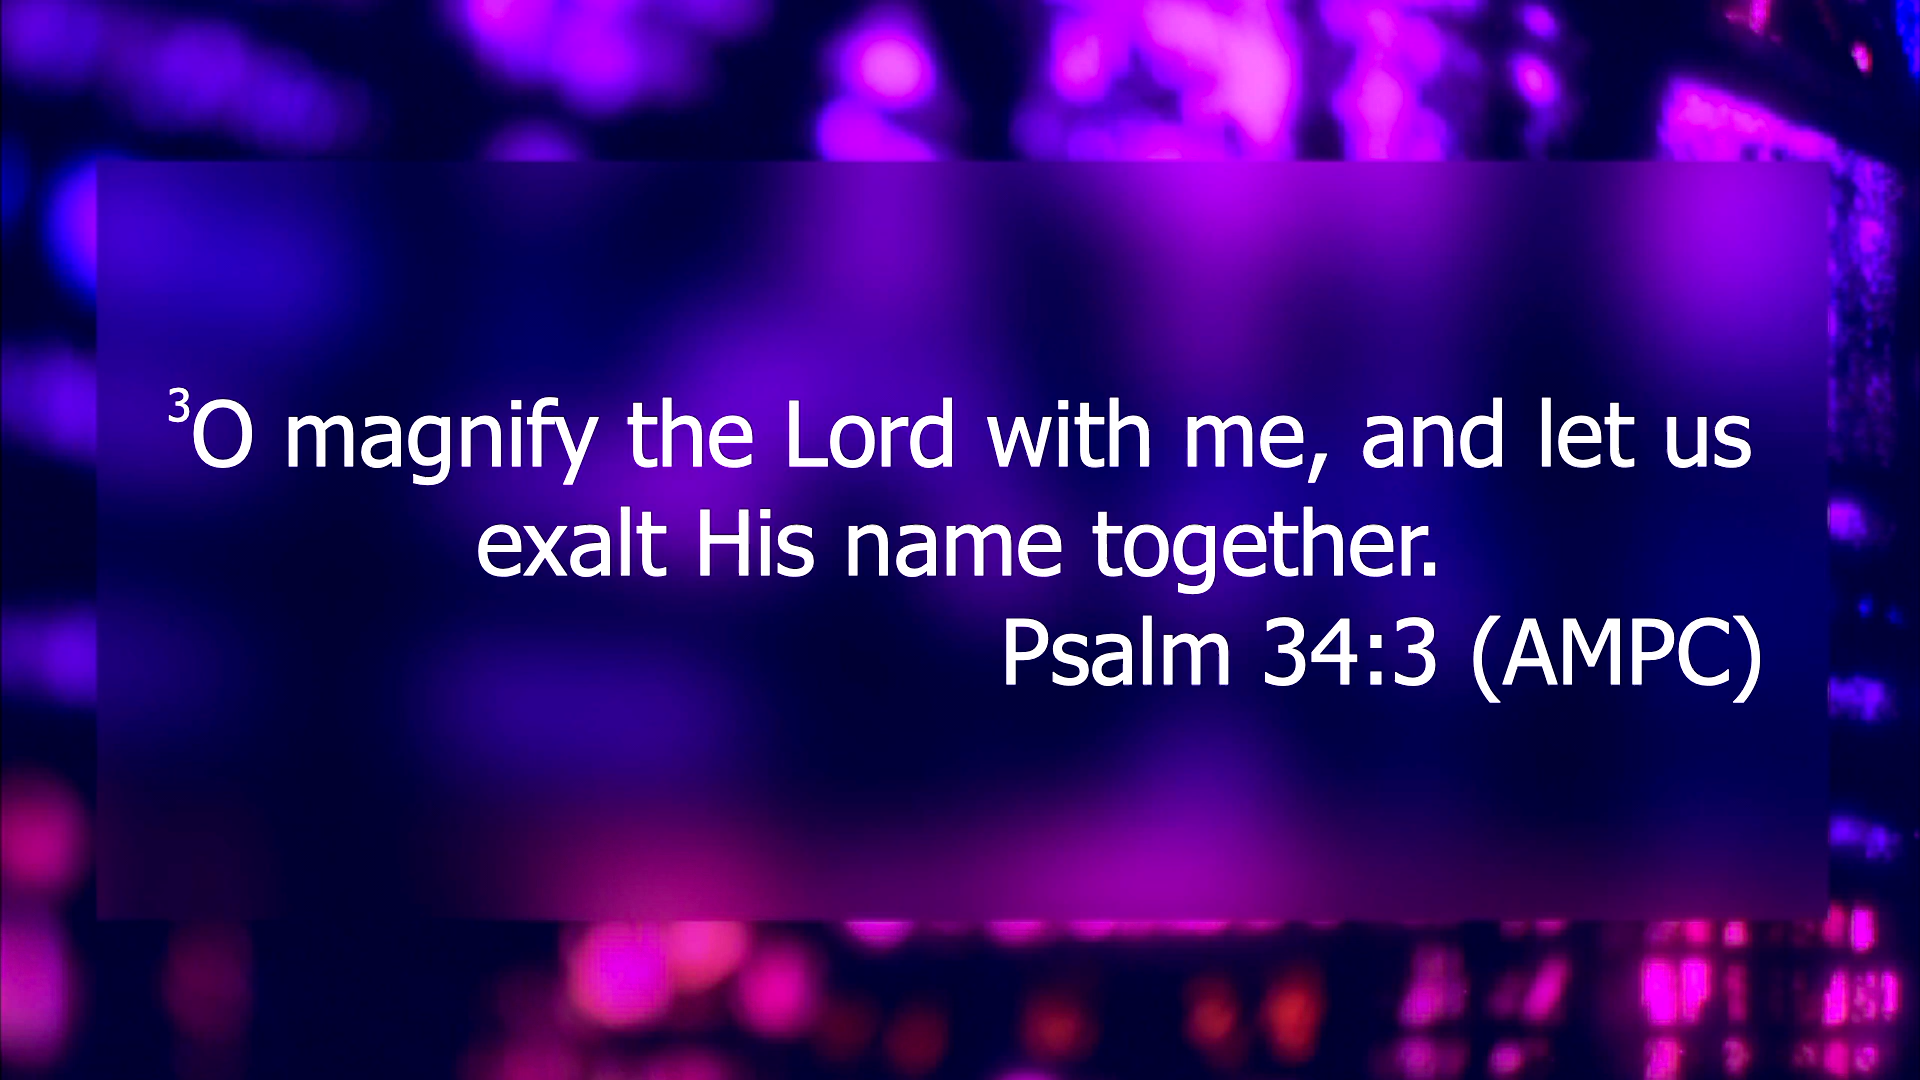 ³O magnify the Lord with me, and let us
exalt His name together.
Psalm 34:3 (AMPC)